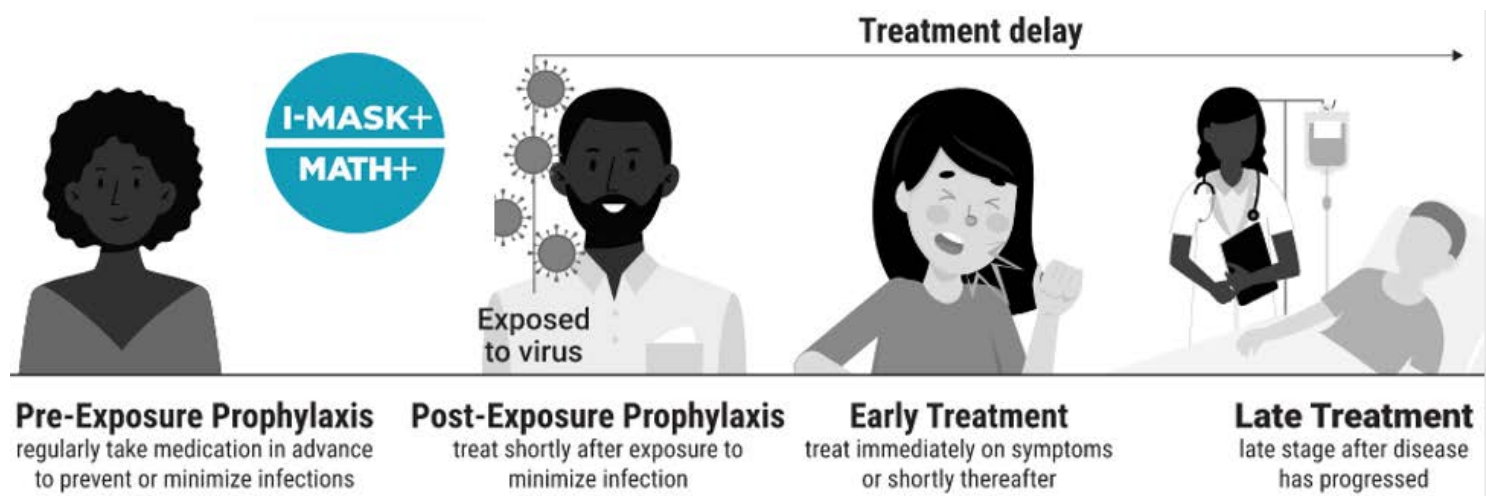 Treatment delay
I-MASK+
MATH+
Exposed
to virus
Pre-Exposure Prophylaxis
regularly take medication in advance
to prevent or minimize infections
Post-Exposure Prophylaxis
treat shortly after exposure to
minimize infection
Early Treatment
treat immediately on symptoms
or shortly thereafter
Late Treatment
late stage after disease
has progressed